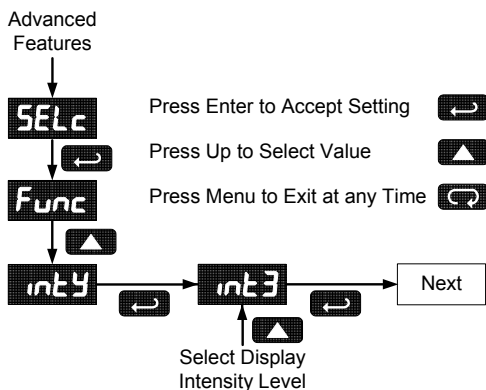 Advanced
Features
SELc
Press Enter to Accept Setting
Press Up to Select Value
Func
Press Menu to Exit at any Time
intY
int3
Next
Select Display
Intensity Level